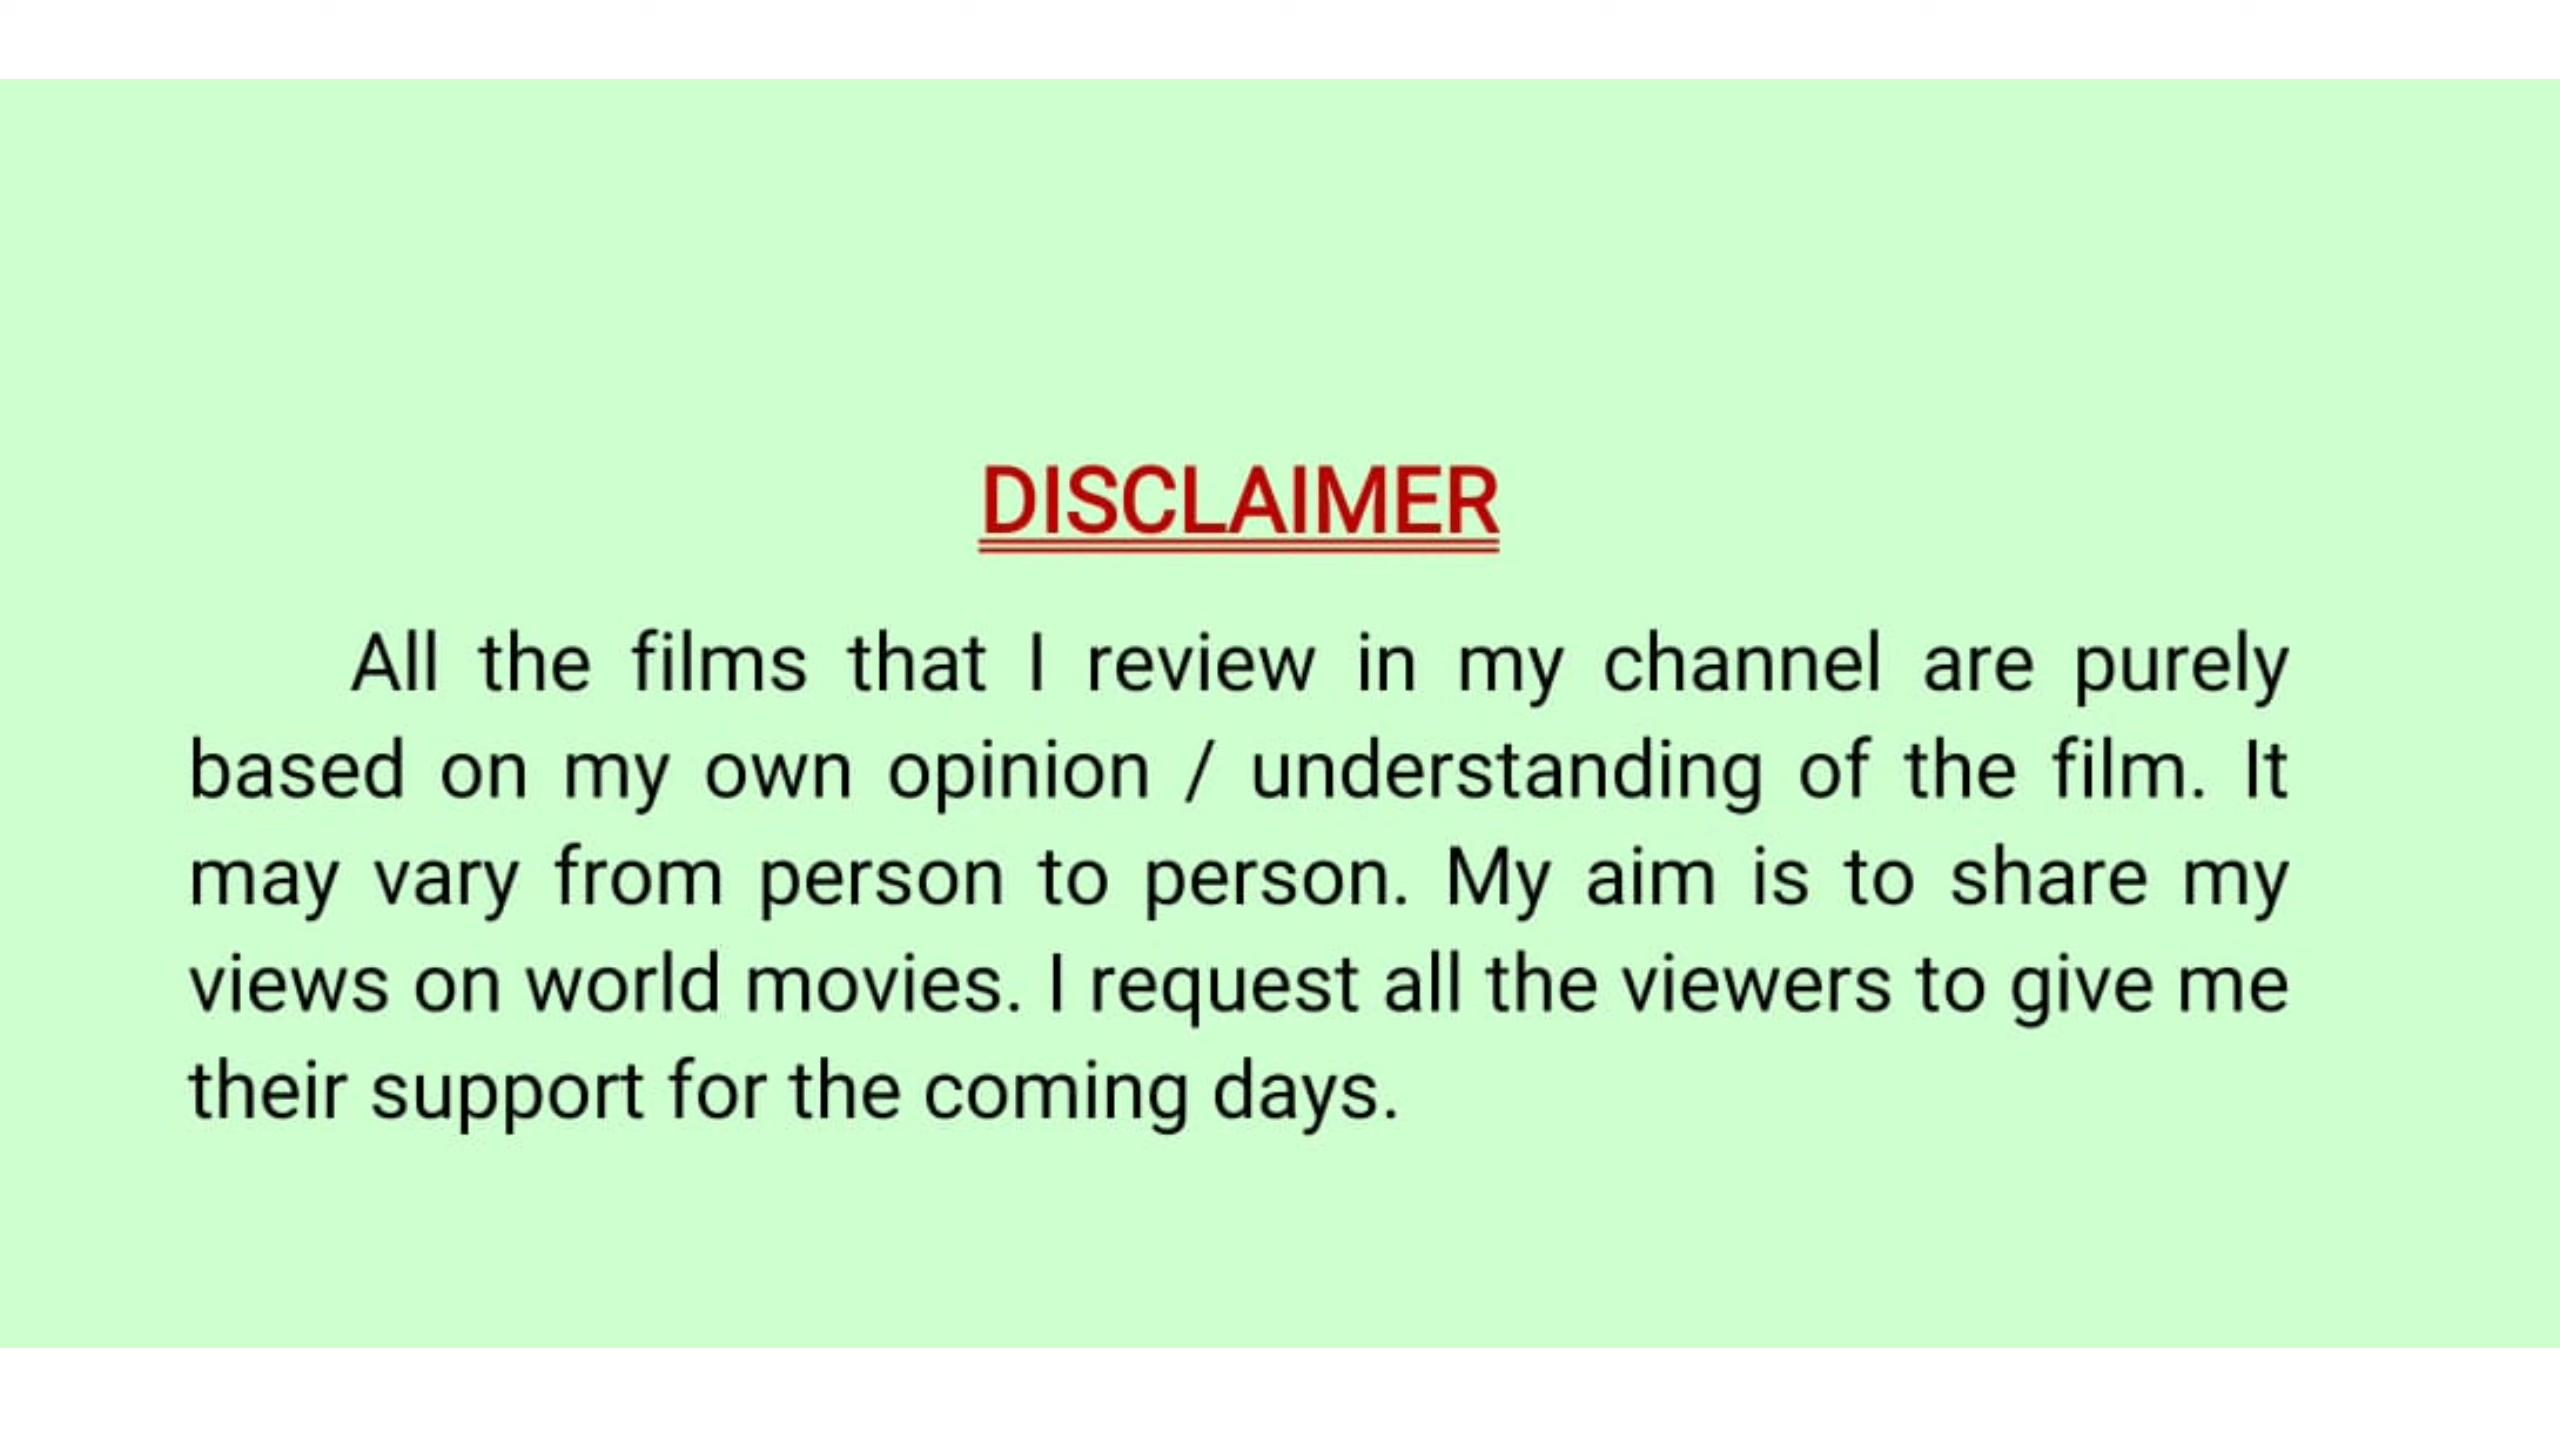 DISCLAIMER
All the films that I review in my channel are purely
based on my own opinion / understanding of the film. It
may vary from person to person. My aim is to share my
views on world movies. I request all the viewers to give me
their support for the coming days.